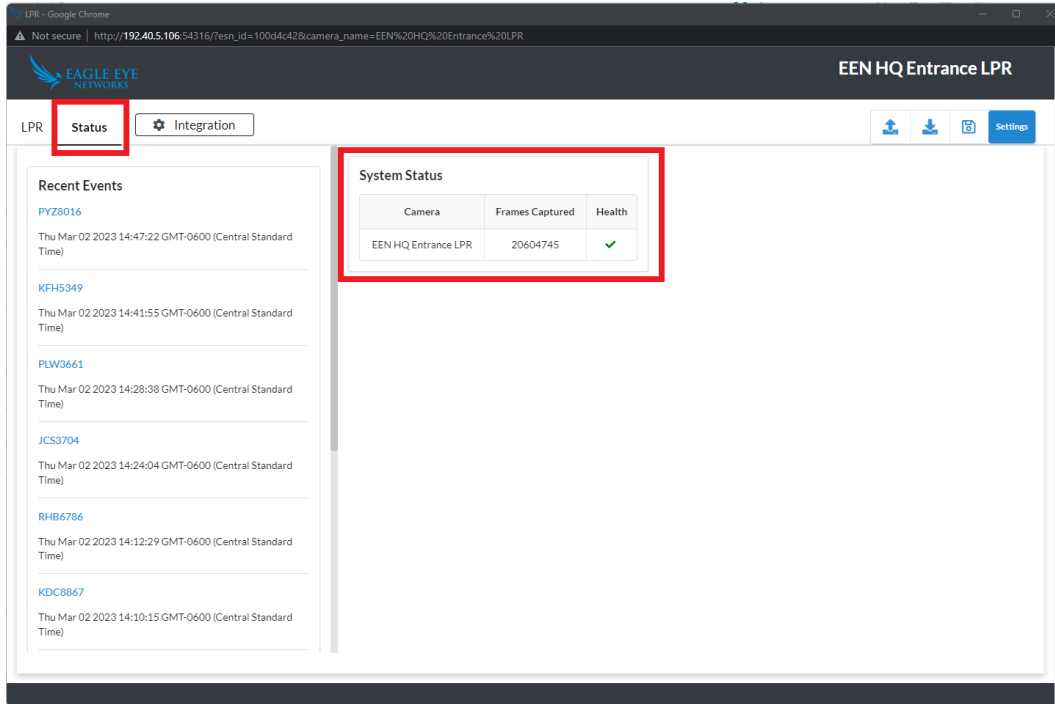 LPR - Google Chrome
Not secure | http://192.40.5.106:54316/?esn_id=100d4c42&camera_name=EEN%20HQ%20Entrance%20LPR
EAGLE EYE
NETWORKS
EEN HQ Entrance LPR
LPR Status Integration Settings
Recent Events
PYZ8016
Thu Mar 02 2023 14:47:22 GMT-0600 (Central Standard
Time)
KFH5349
Thu Mar 02 2023 14:41:55 GMT-0600 (Central Standard
Time)
PLW3661
Thu Mar 02 2023 14:28:38 GMT-0600 (Central Standard
Time)
JCS3704
Thu Mar 02 2023 14:24:04 GMT-0600 (Central Standard
Time)
RHB6786
Thu Mar 02 2023 14:12:29 GMT-0600 (Central Standard
Time)
KDC8867
Thu Mar 02 2023 14:10:15 GMT-0600 (Central Standard
Time)
System Status
Camera Frames Captured Health
EEN HQ Entrance LPR 20604745